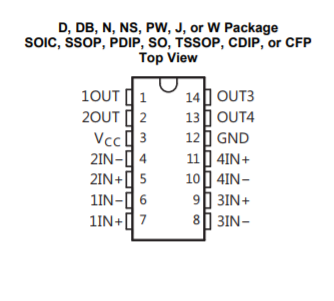 D, DB, N, NS, PW, J, or W Package
SOIC, SSOP, PDIP, SO, TSSOP, CDIP, or CFP
Top View
1OUT 1 14 OUT3
2OUT 2 13 OUT4
VCC 3 12 GND
2IN− 4 11 4IN+
2IN+ 5 10 4IN−
1IN− 6 9 3IN+
1IN+ 7 8 3IN−